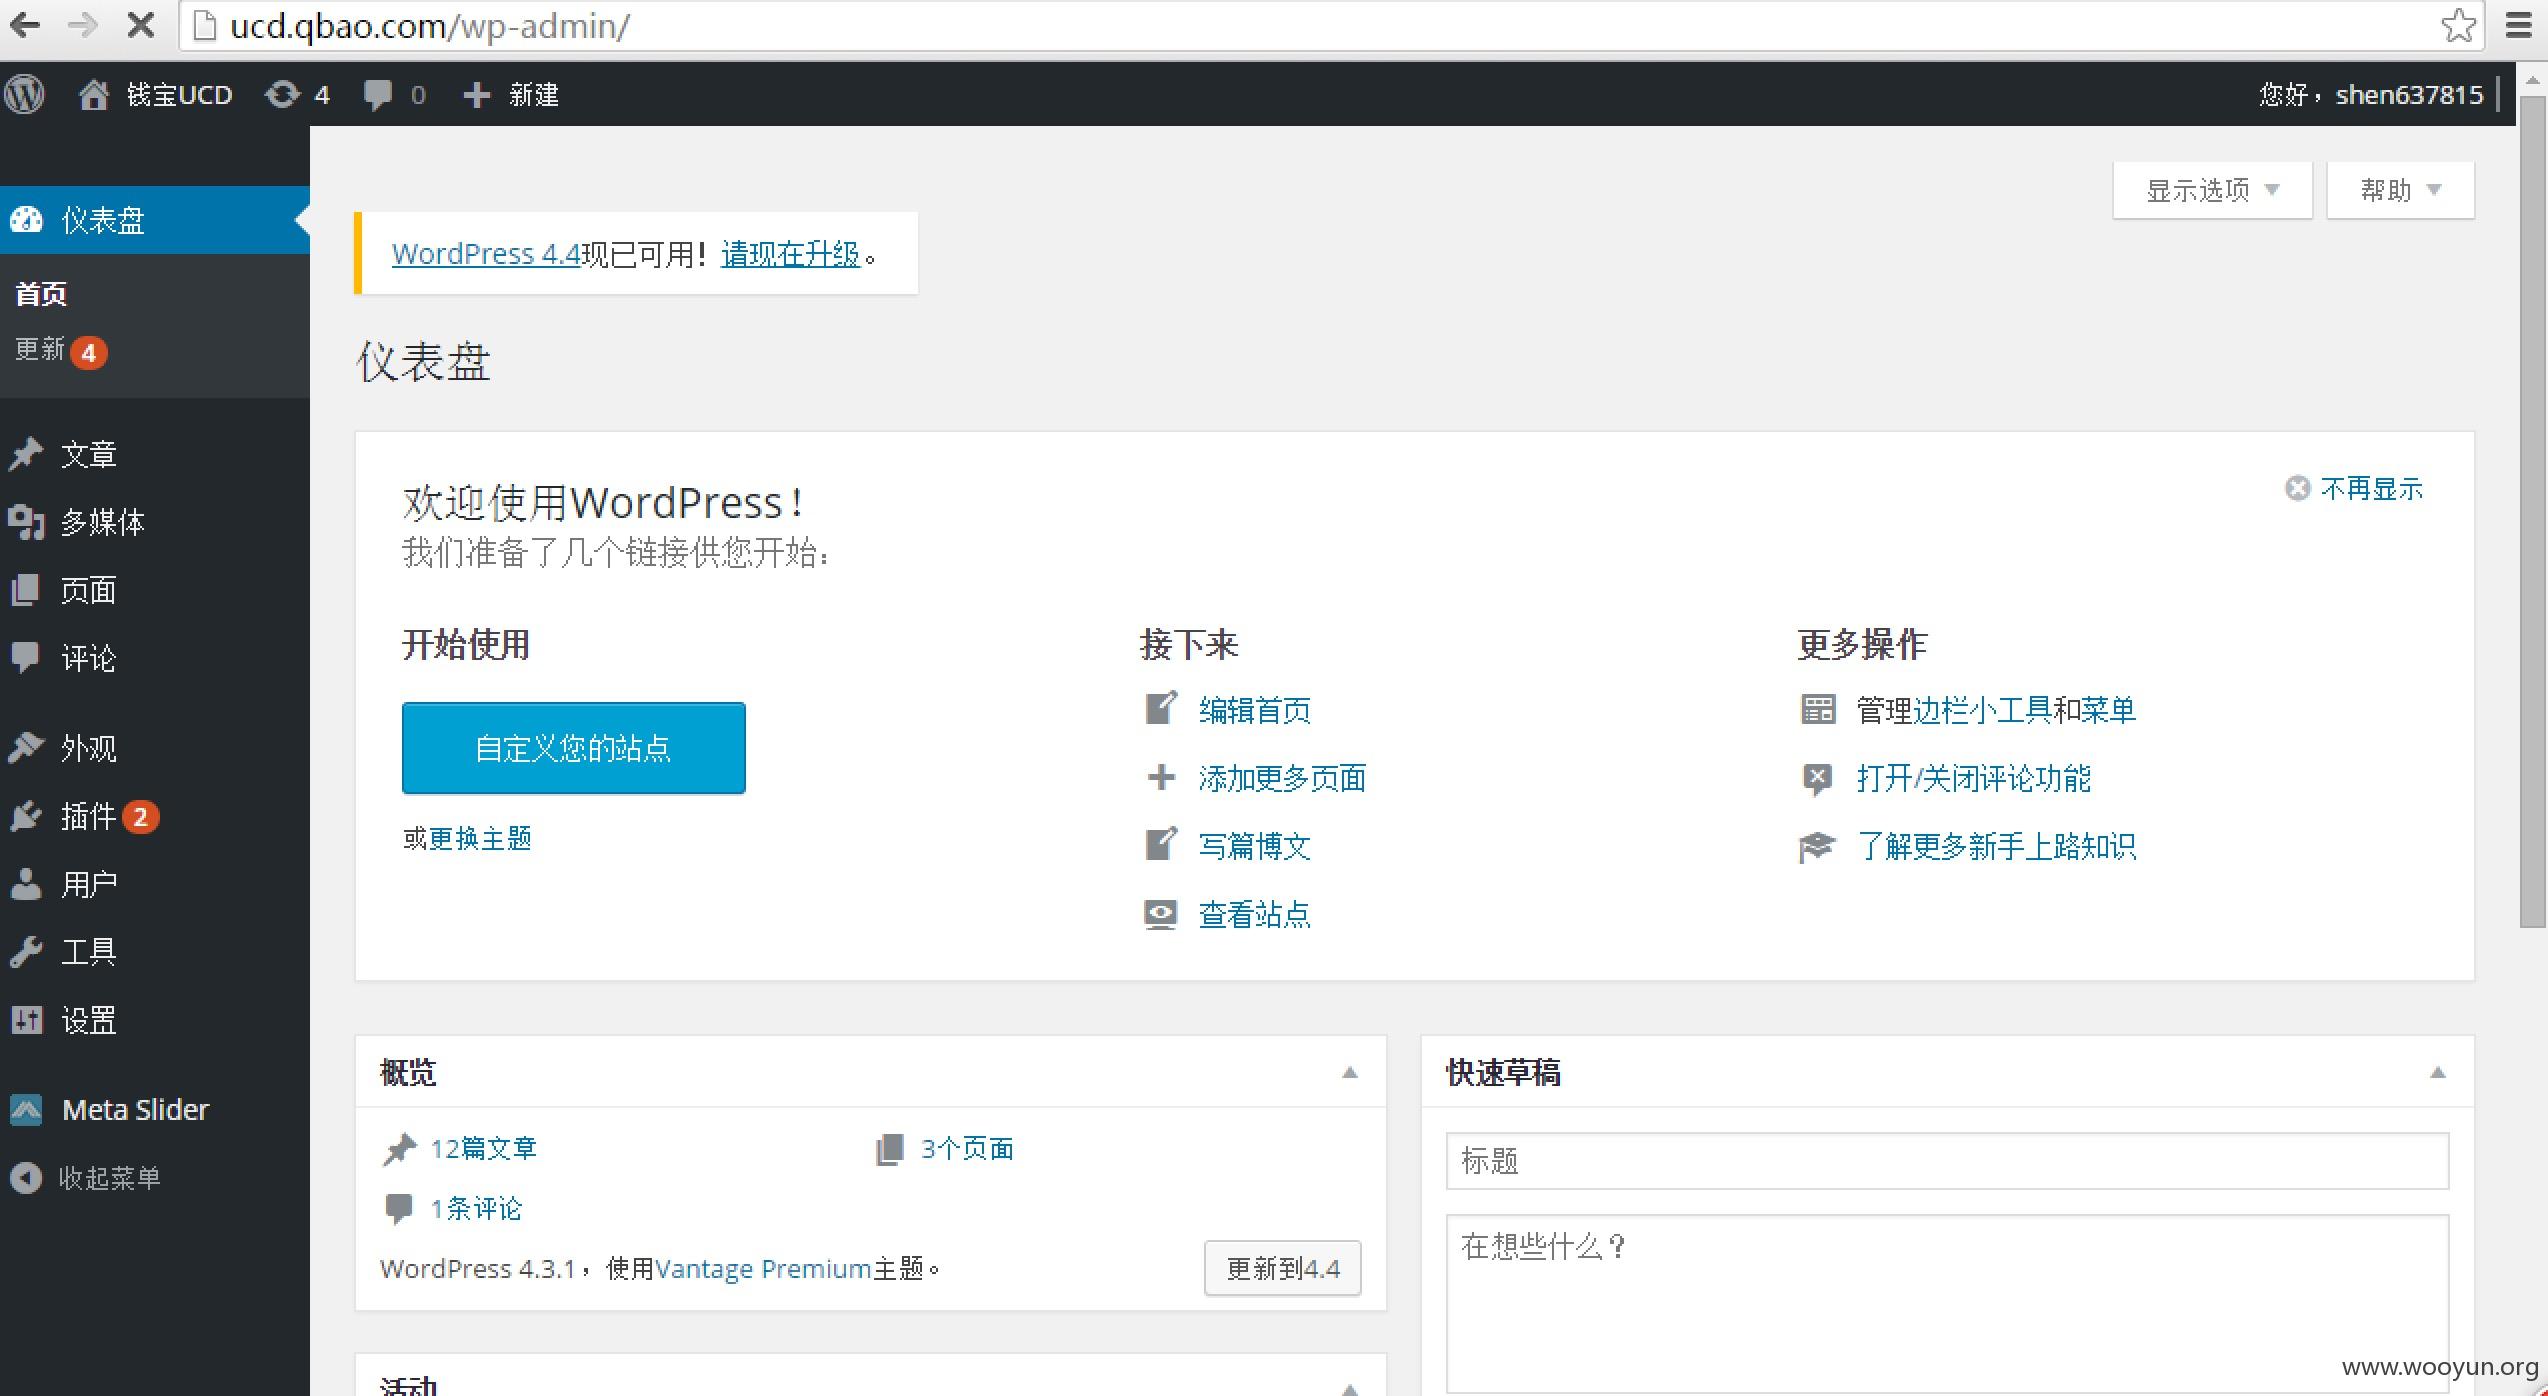 ucd.qbao.com/wp-admin/
钱宝UCD 4 0 新建 您好，shen637815
显示选项 帮助
仪表盘
首页
更新 4
文章
多媒体
页面
评论
外观
插件 2
用户
工具
设置
Meta Slider
收起菜单
WordPress 4.4现已可用！请现在升级。
仪表盘
欢迎使用WordPress！
不再显示
我们准备了几个链接供您开始：
开始使用
自定义您的站点
或更换主题
接下来
编辑首页
添加更多页面
写篇博文
查看站点
更多操作
管理边栏小工具和菜单
打开/关闭评论功能
了解更多新手上路知识
概览
12篇文章 3个页面
1条评论
WordPress 4.3.1，使用Vantage Premium主题。 更新到4.4
活动
快速草稿
标题
在想些什么？
www.wooyun.org